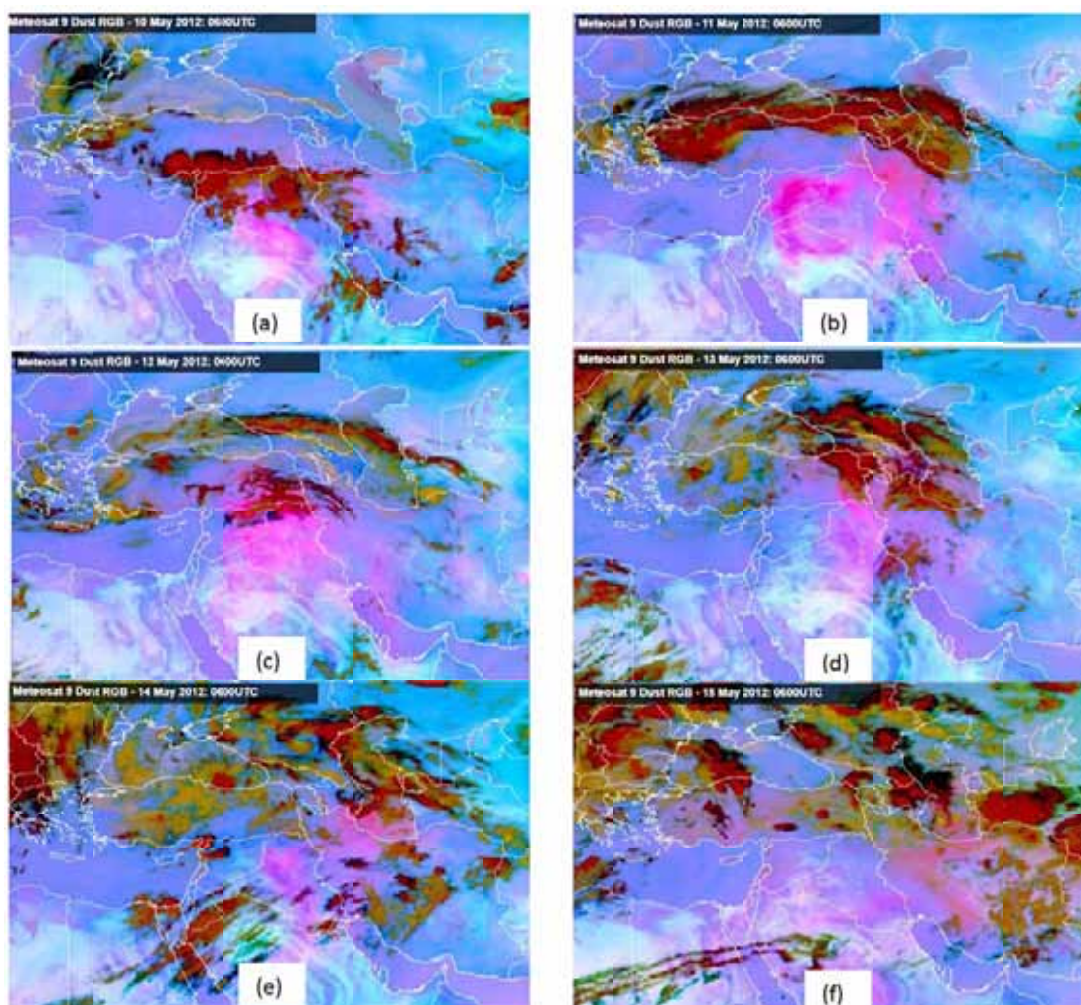 Meteosat 9 Dust RGB - 10 May 2012: 0600UTC
(a)
Meteosat 9 Dust RGB - 11 May 2012: 0600UTC
(b)
Meteosat 9 Dust RGB - 12 May 2012: 0600UTC
(c)
Meteosat 9 Dust RGB - 13 May 2012: 0600UTC
(d)
Meteosat 9 Dust RGB - 14 May 2012: 0600UTC
(e)
Meteosat 9 Dust RGB - 15 May 2012: 0600UTC
(f)